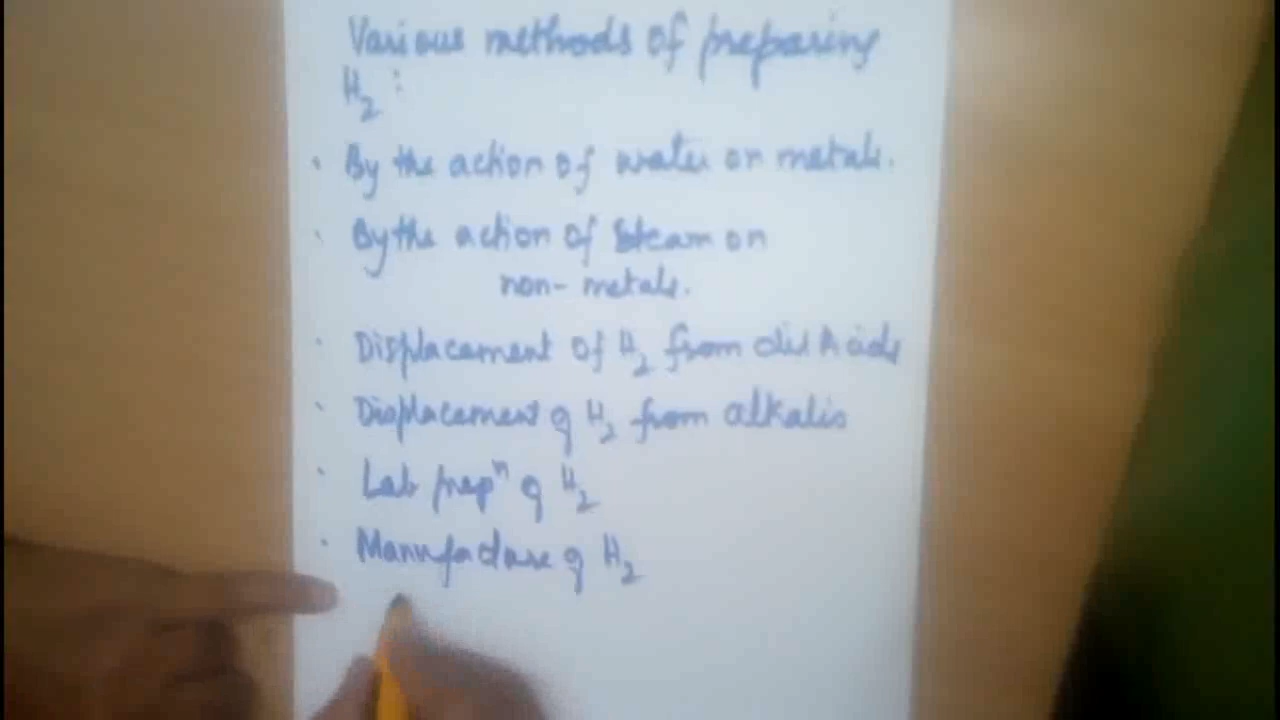 Various methods of preparing
H₂ :
• By the action of water on metals.
• By the action of steam on
non-metals.
• Displacement of H₂ from dil Acids
• Displacement of H₂ from alkalis
• Lab prepⁿ of H₂
• Mannufacture of H₂